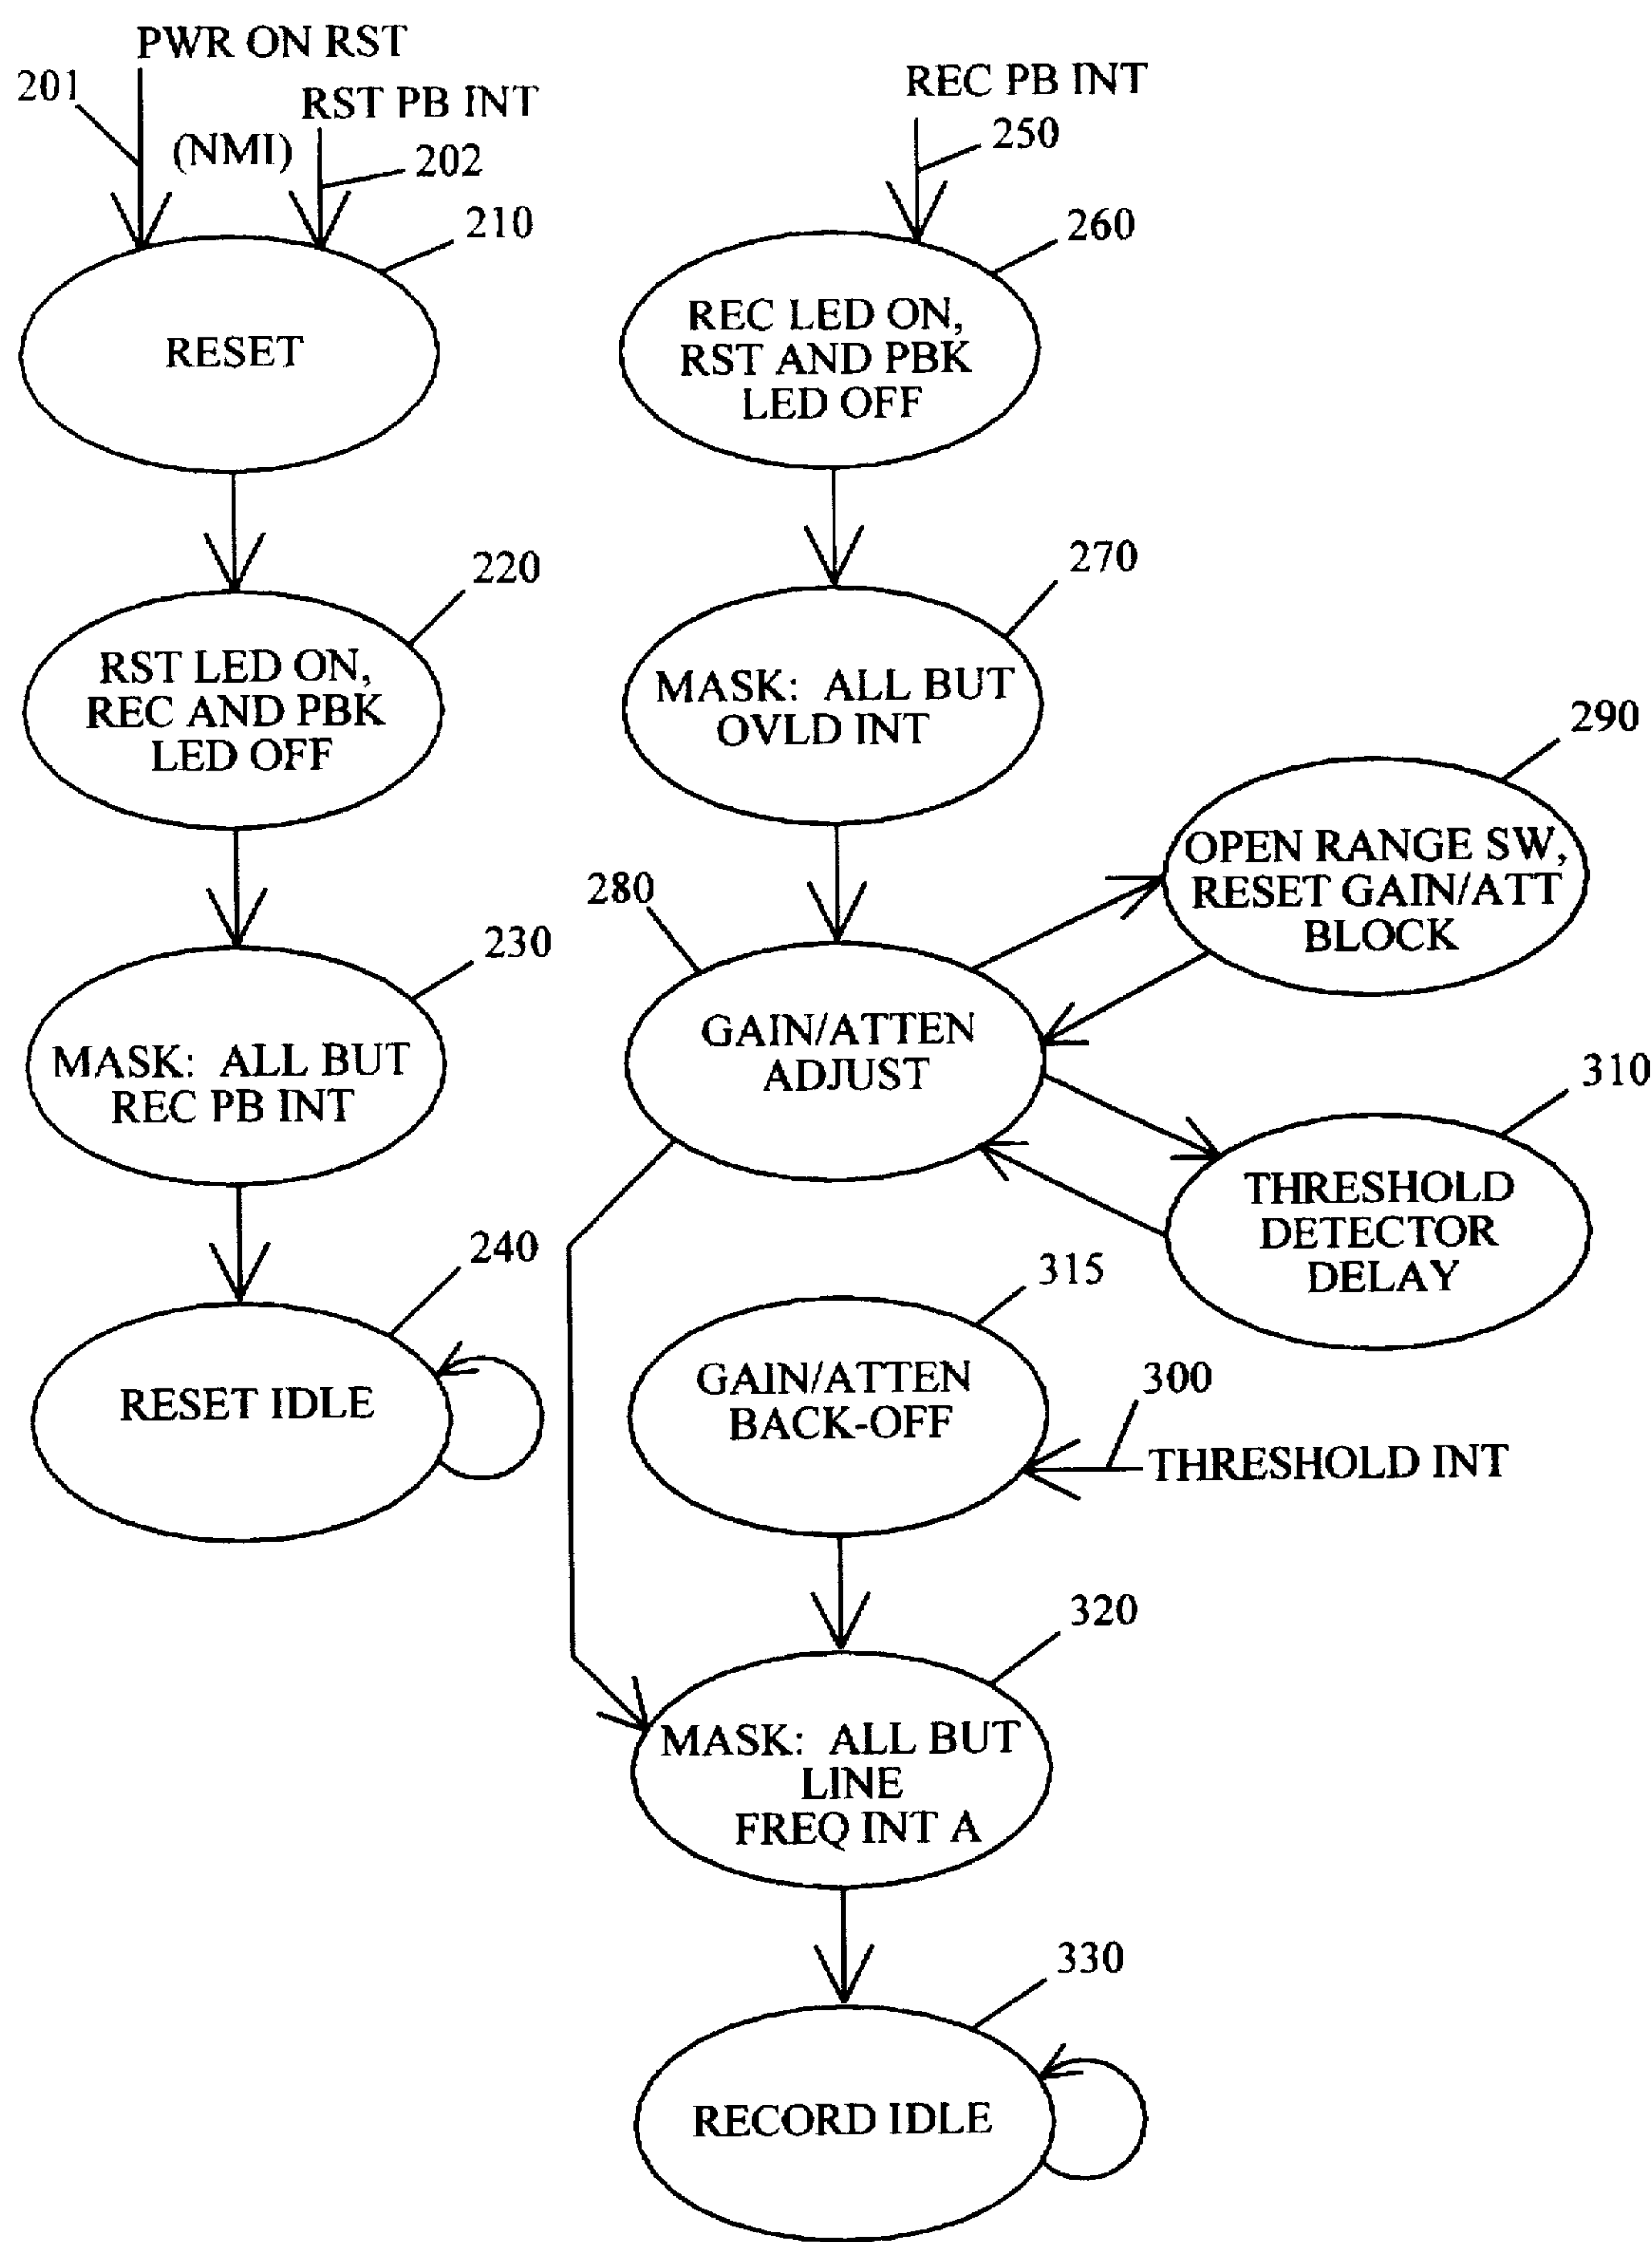 PWR ON RST
201
RST PB INT
(NMI)
202
210
RESET
220
RST LED ON,
REC AND PBK
LED OFF
230
MASK: ALL BUT
REC PB INT
240
RESET IDLE
REC PB INT
250
260
REC LED ON,
RST AND PBK
LED OFF
270
MASK: ALL BUT
OVLD INT
280
GAIN/ATTEN
ADJUST
290
OPEN RANGE SW,
RESET GAIN/ATT
BLOCK
310
THRESHOLD
DETECTOR
DELAY
315
GAIN/ATTEN
BACK-OFF
300
THRESHOLD INT
320
MASK: ALL BUT
LINE
FREQ INT A
330
RECORD IDLE